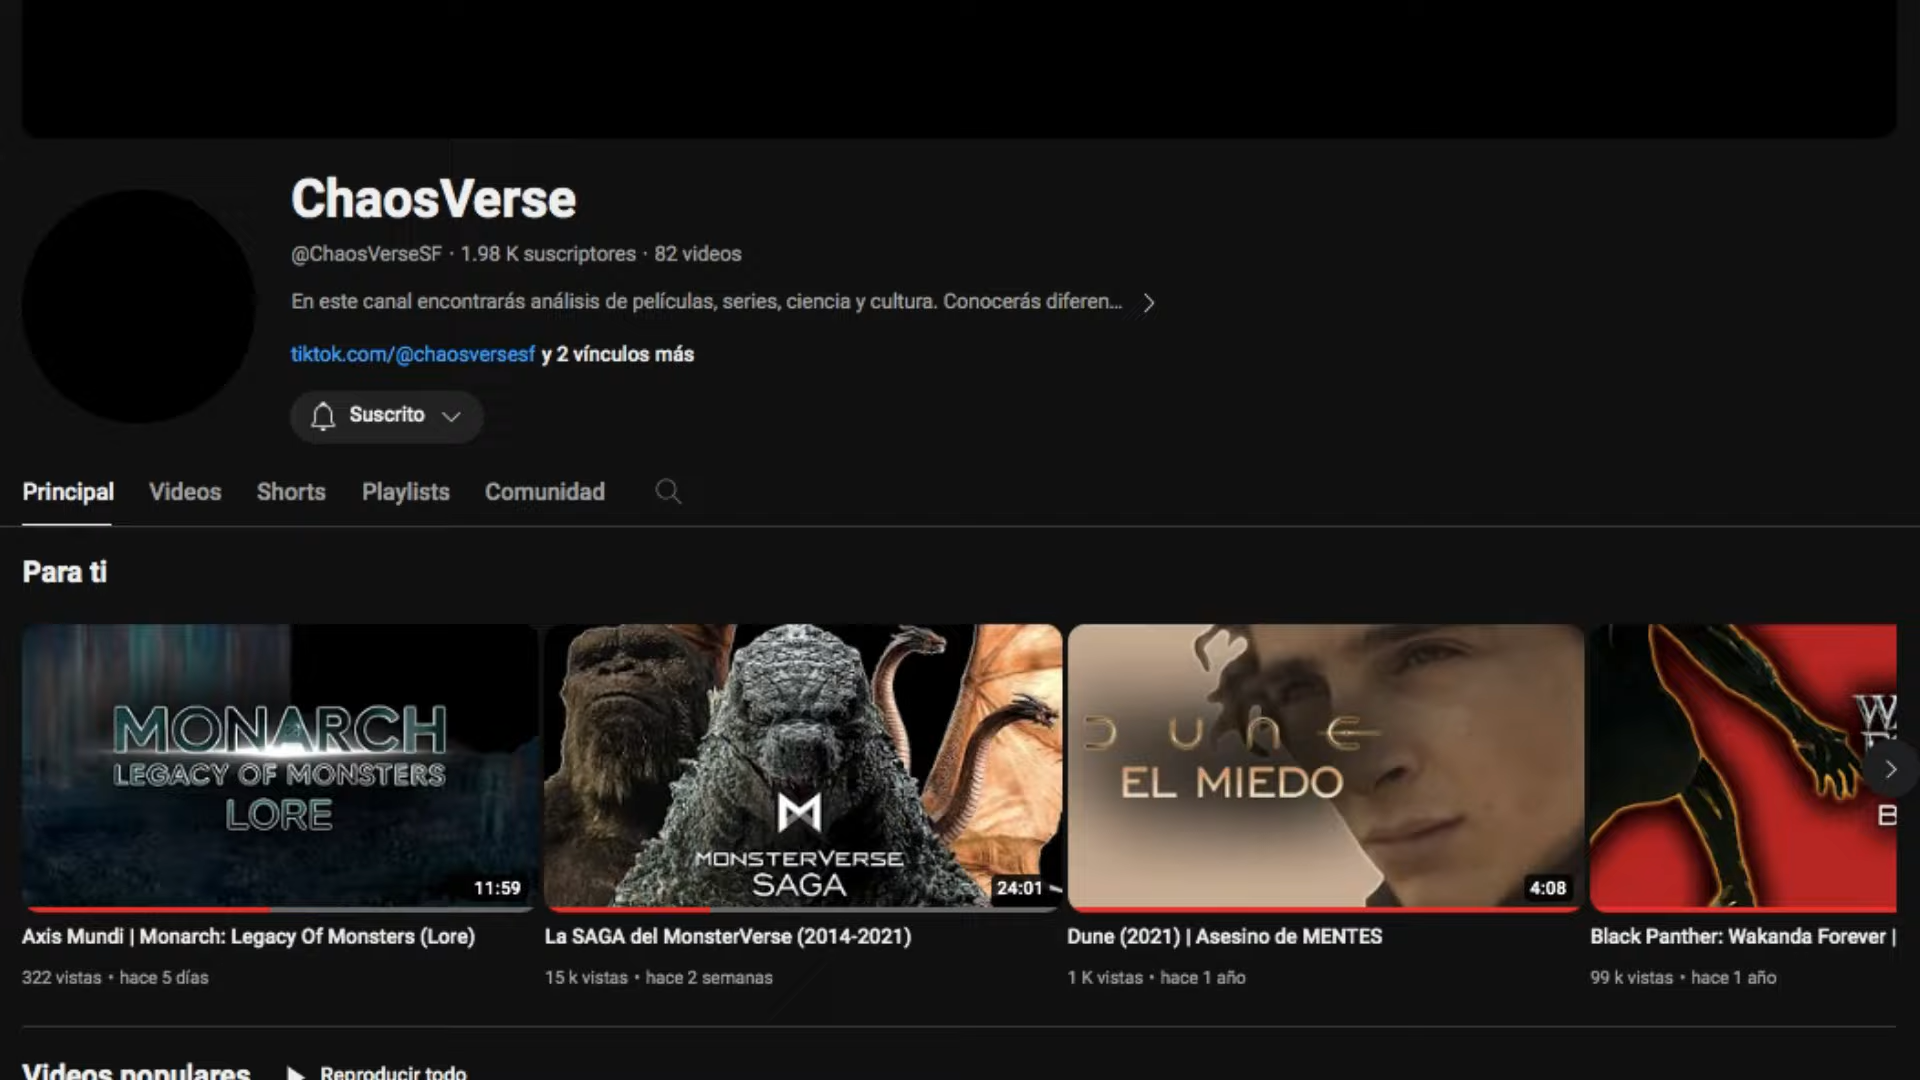 ChaosVerse
@ChaosVerseSF · 1.98 K suscriptores · 82 videos
En este canal encontrarás análisis de películas, series, ciencia y cultura. Conocerás diferen...
tiktok.com/@chaosversesf y 2 vínculos más
Suscrito
Principal Videos Shorts Playlists Comunidad
Para ti
MONARCH
LEGACY OF MONSTERS
LORE
11:59
MONSTERVERSE
SAGA
24:01
DUNE
EL MIEDO
4:08
Axis Mundi | Monarch: Legacy Of Monsters (Lore)
322 vistas • hace 5 días
La SAGA del MonsterVerse (2014-2021)
15 k vistas • hace 2 semanas
Dune (2021) | Asesino de MENTES
1 K vistas • hace 1 año
Black Panther: Wakanda Forever |
99 k vistas • hace 1 año
Videos populares Reproducir todo